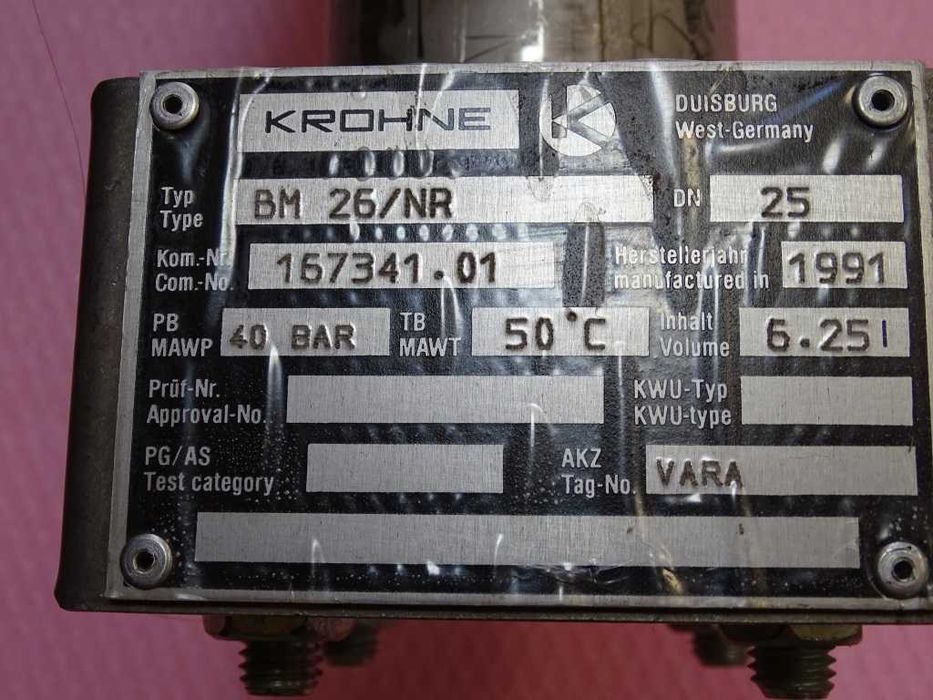 KROHNE K DUISBURG
West-Germany
Typ
Type BM 26/NR DN 25
Kom.-Nr. Herstellerjahr
Com.-No. 167341.01 manufactured in 1991
PB TB Inhalt
MAWP 40 BAR MAWT 50°C Volume 6.25 l
Prüf-Nr. KWU-Typ
Approval-No. KWU-type
PG/AS AKZ
Test category Tag-No. VARA